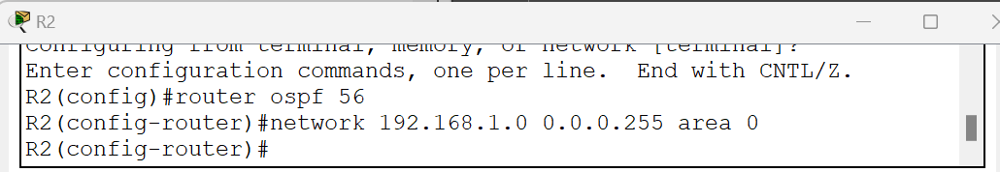 R2
Configuring from terminal, memory, or network [terminal]?
Enter configuration commands, one per line.  End with CNTL/Z.
R2(config)#router ospf 56
R2(config-router)#network 192.168.1.0 0.0.0.255 area 0
R2(config-router)#